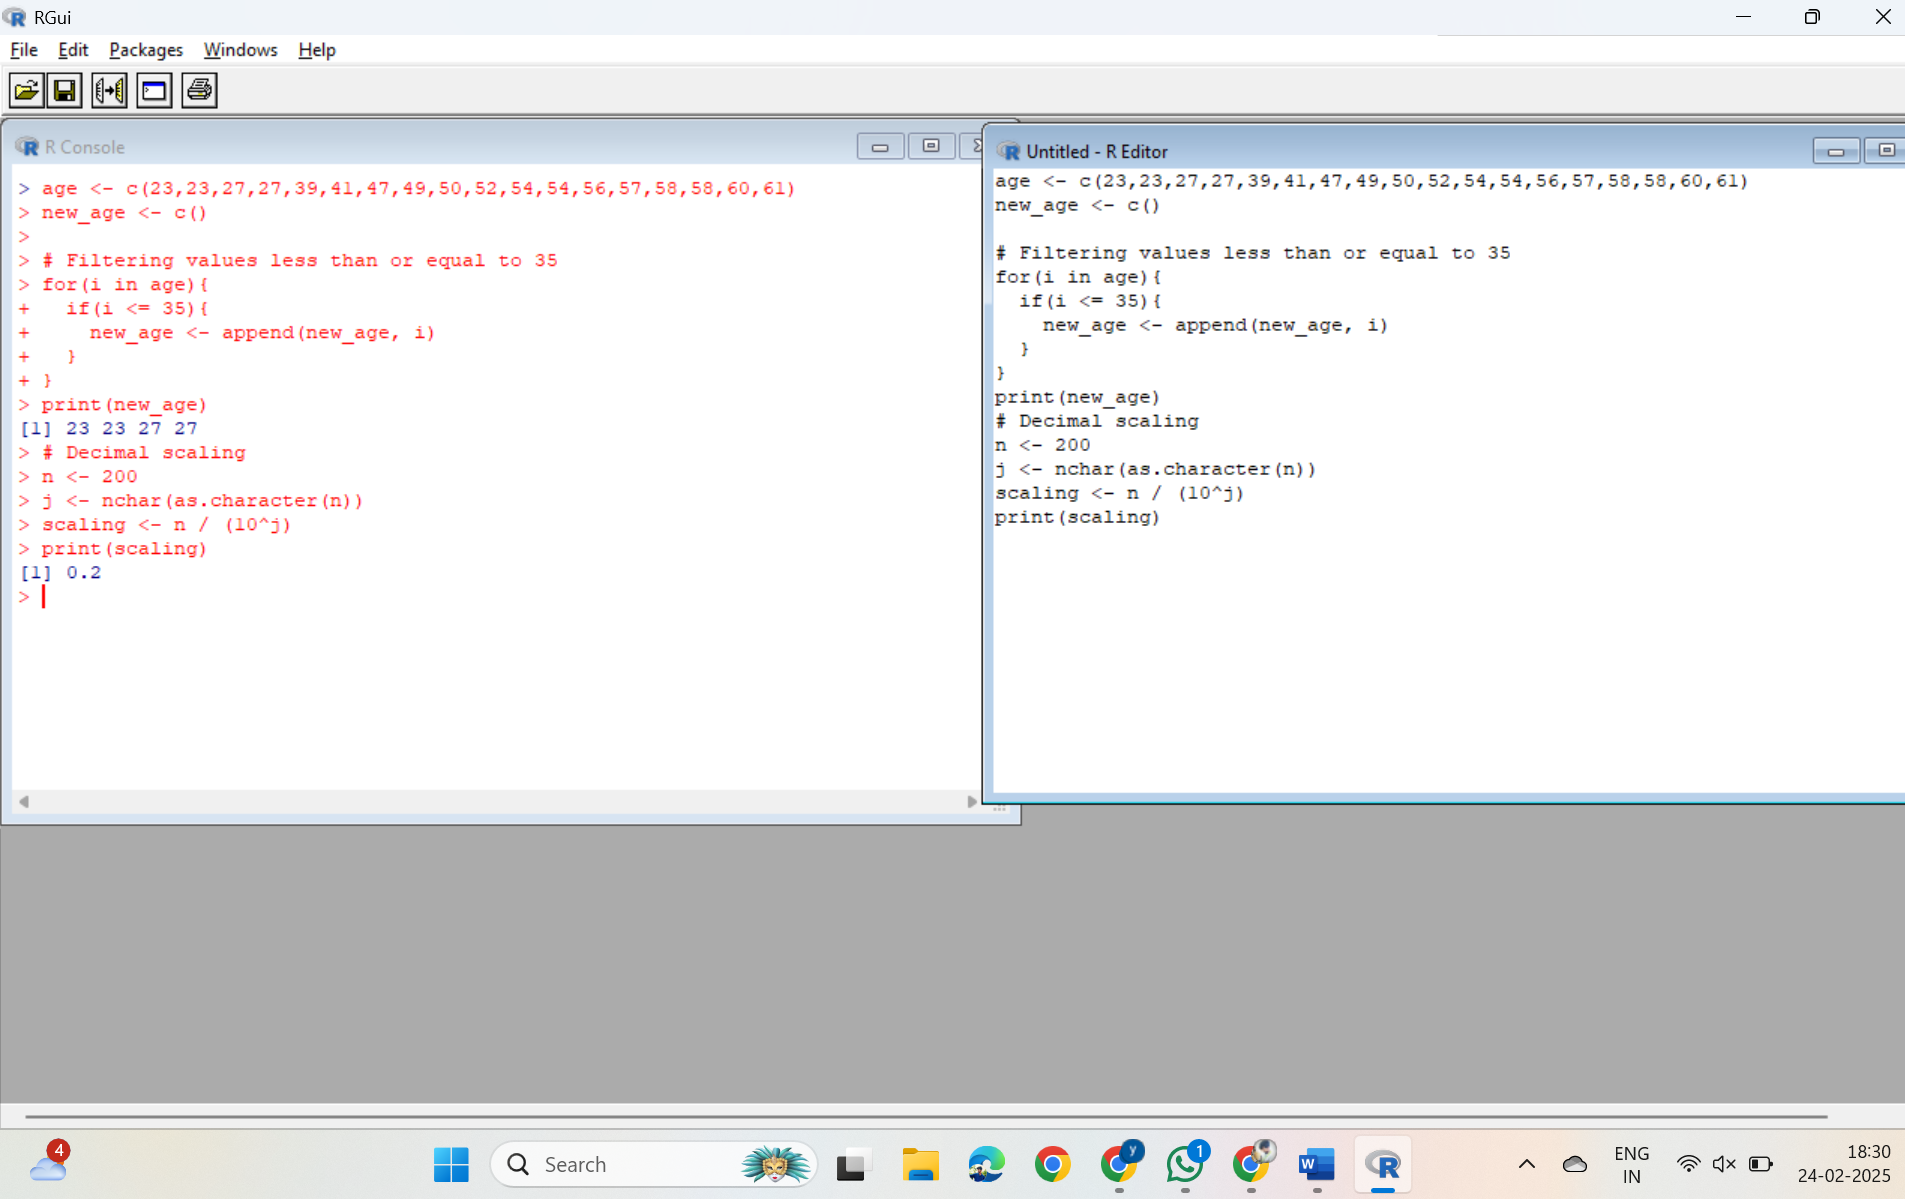 RGui
File Edit Packages Windows Help
R Console
> age <- c(23,23,27,27,39,41,47,49,50,52,54,54,56,57,58,58,60,61)
> new_age <- c()
>
> # Filtering values less than or equal to 35
> for(i in age){
+   if(i <= 35){
+     new_age <- append(new_age, i)
+   }
+ }
> print(new_age)
[1] 23 23 27 27
> # Decimal scaling
> n <- 200
> j <- nchar(as.character(n))
> scaling <- n / (10^j)
> print(scaling)
[1] 0.2
>
Untitled - R Editor
age <- c(23,23,27,27,39,41,47,49,50,52,54,54,56,57,58,58,60,61)
new_age <- c()

# Filtering values less than or equal to 35
for(i in age){
  if(i <= 35){
    new_age <- append(new_age, i)
  }
}
print(new_age)
# Decimal scaling
n <- 200
j <- nchar(as.character(n))
scaling <- n / (10^j)
print(scaling)
4
Search
y
1
W
R
ENG
IN
18:30
24-02-2025